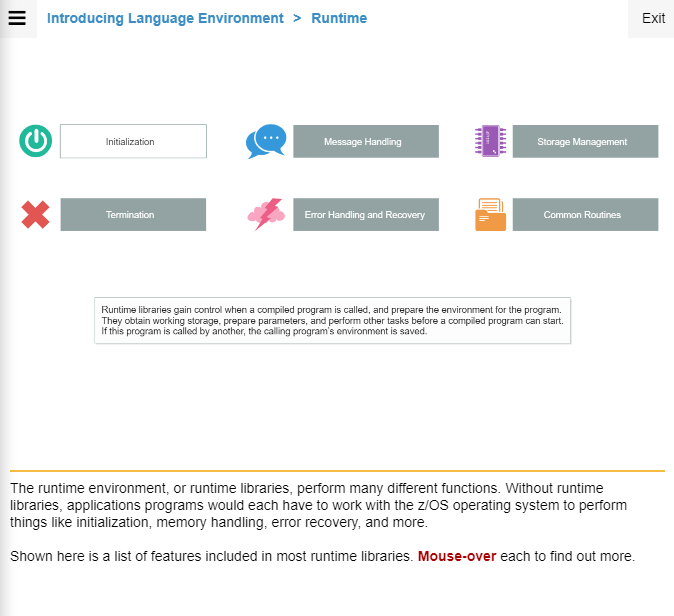 Introducing Language Environment > Runtime
Exit
Initialization
Message Handling
Storage Management
Termination
Error Handling and Recovery
Common Routines
Runtime libraries gain control when a compiled program is called, and prepare the environment for the program.
They obtain working storage, prepare parameters, and perform other tasks before a compiled program can start.
If this program is called by another, the calling program's environment is saved.
The runtime environment, or runtime libraries, perform many different functions. Without runtime
libraries, applications programs would each have to work with the z/OS operating system to perform
things like initialization, memory handling, error recovery, and more.
Shown here is a list of features included in most runtime libraries. Mouse-over each to find out more.